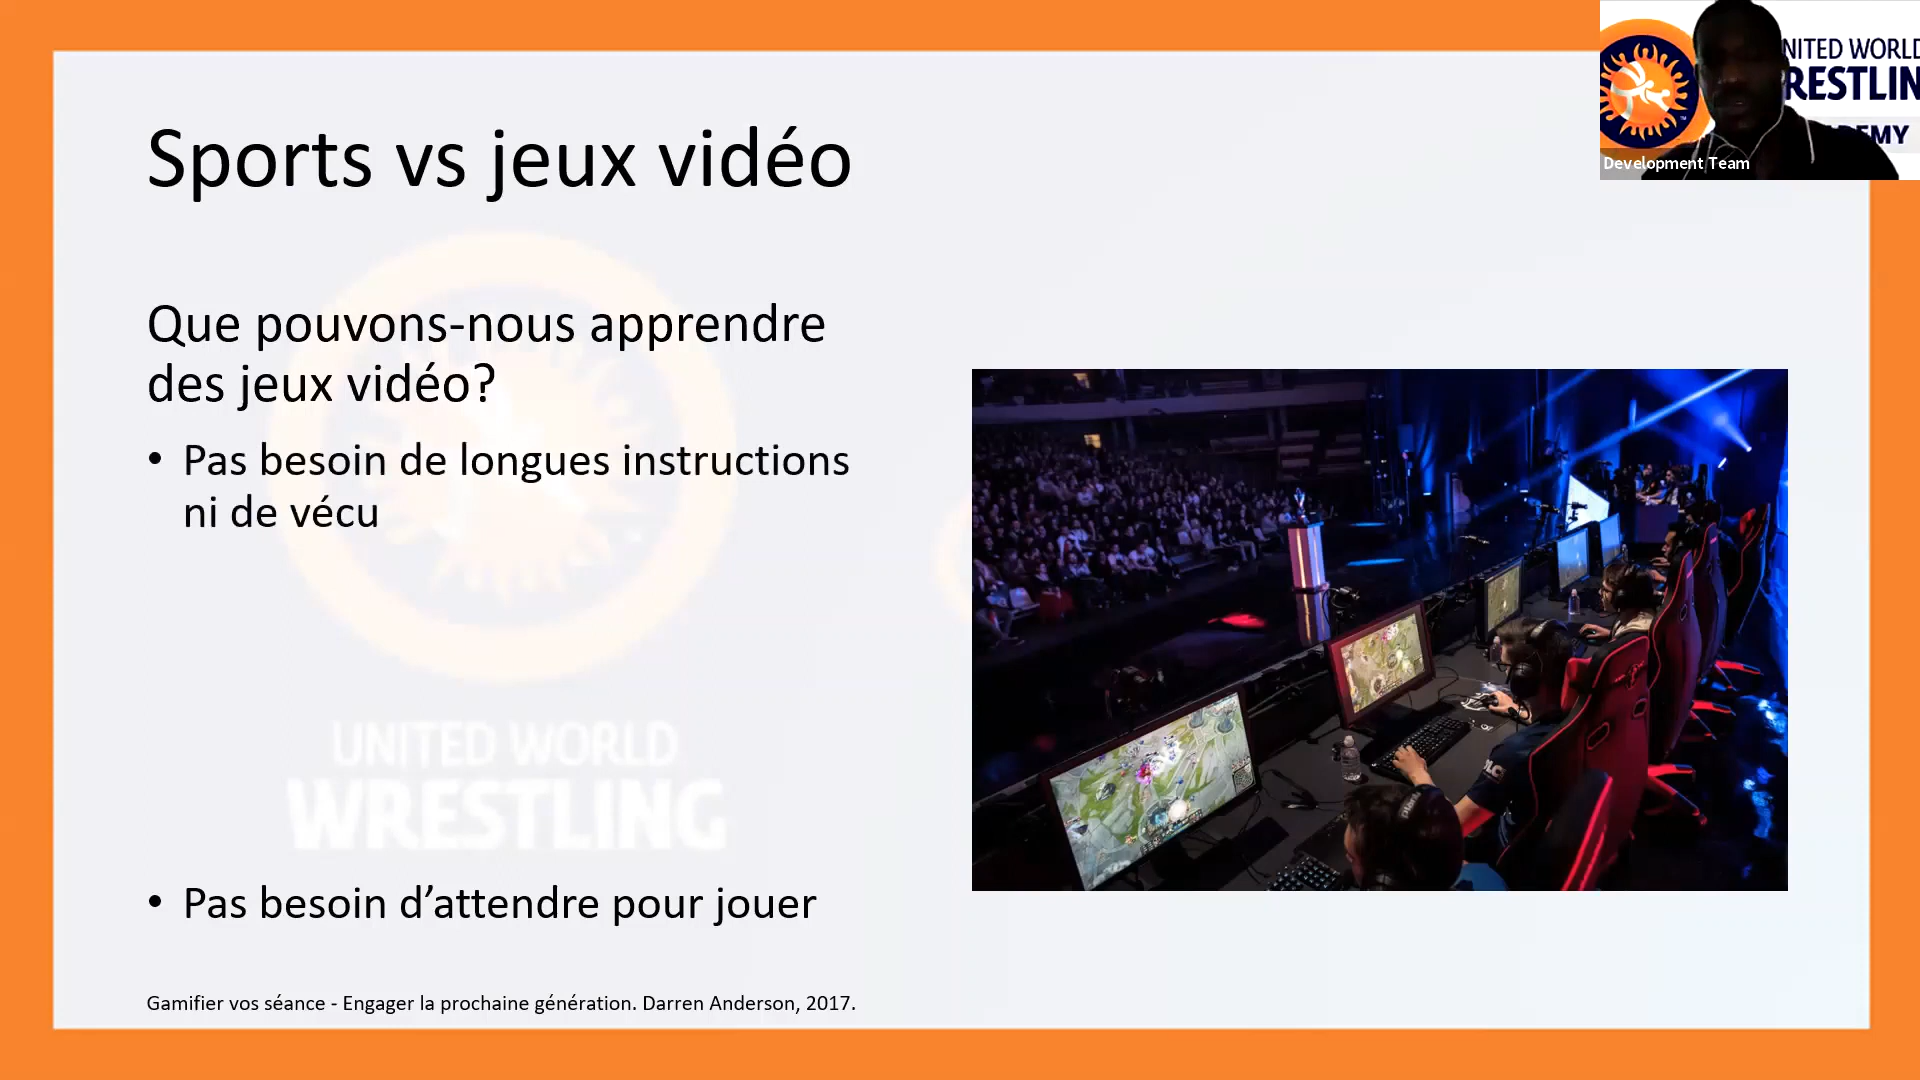 Sports vs jeux vidéo
Que pouvons-nous apprendre
des jeux vidéo?
• Pas besoin de longues instructions
ni de vécu
• Pas besoin d’attendre pour jouer
Gamifier vos séance - Engager la prochaine génération. Darren Anderson, 2017.
UNITED WORLD
WRESTLING
NITED WORLD
RESTLIN
DEMY
Development Team